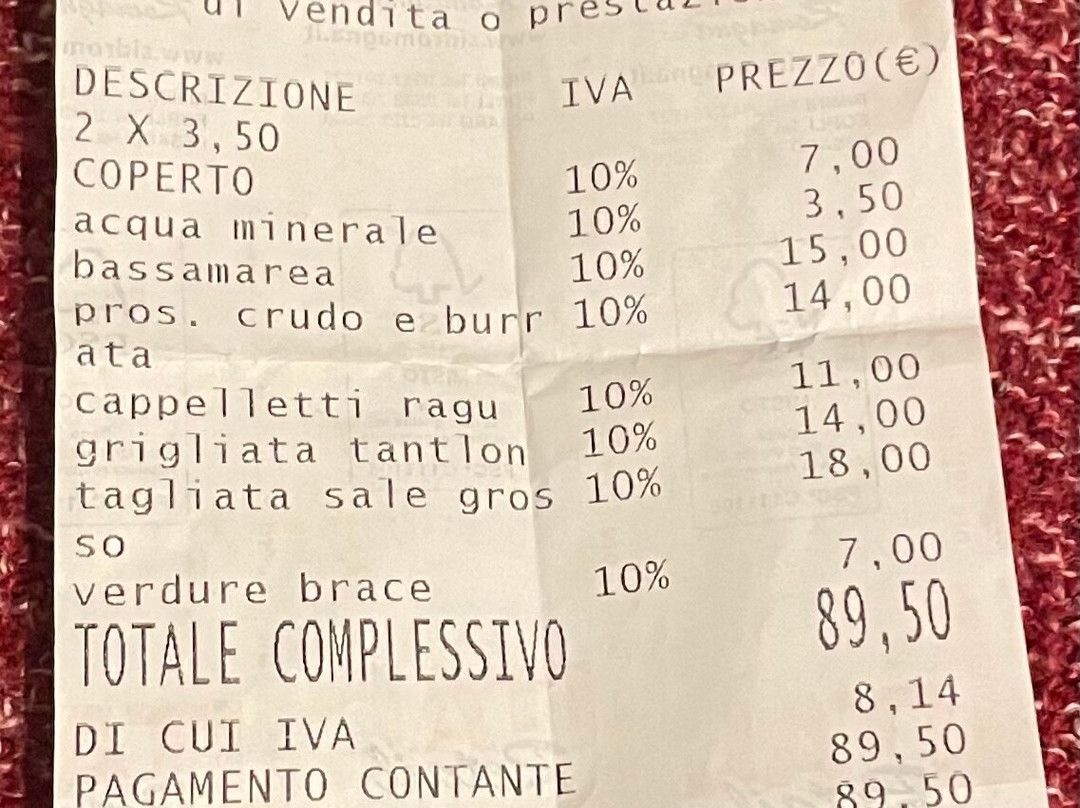 di vendita o
DESCRIZIONE IVA PREZZO(€)
2 X 3,50
COPERTO 10% 7,00
acqua minerale 10% 3,50
bassamarea 10% 15,00
pros. crudo e burr 10% 14,00
ata
cappelletti ragu 10% 11,00
grigliata tantlon 10% 14,00
tagliata sale gros 10% 18,00
so
verdure brace 10% 7,00
TOTALE COMPLESSIVO 89,50
DI CUI IVA 8,14
PAGAMENTO CONTANTE 89,50
89,50